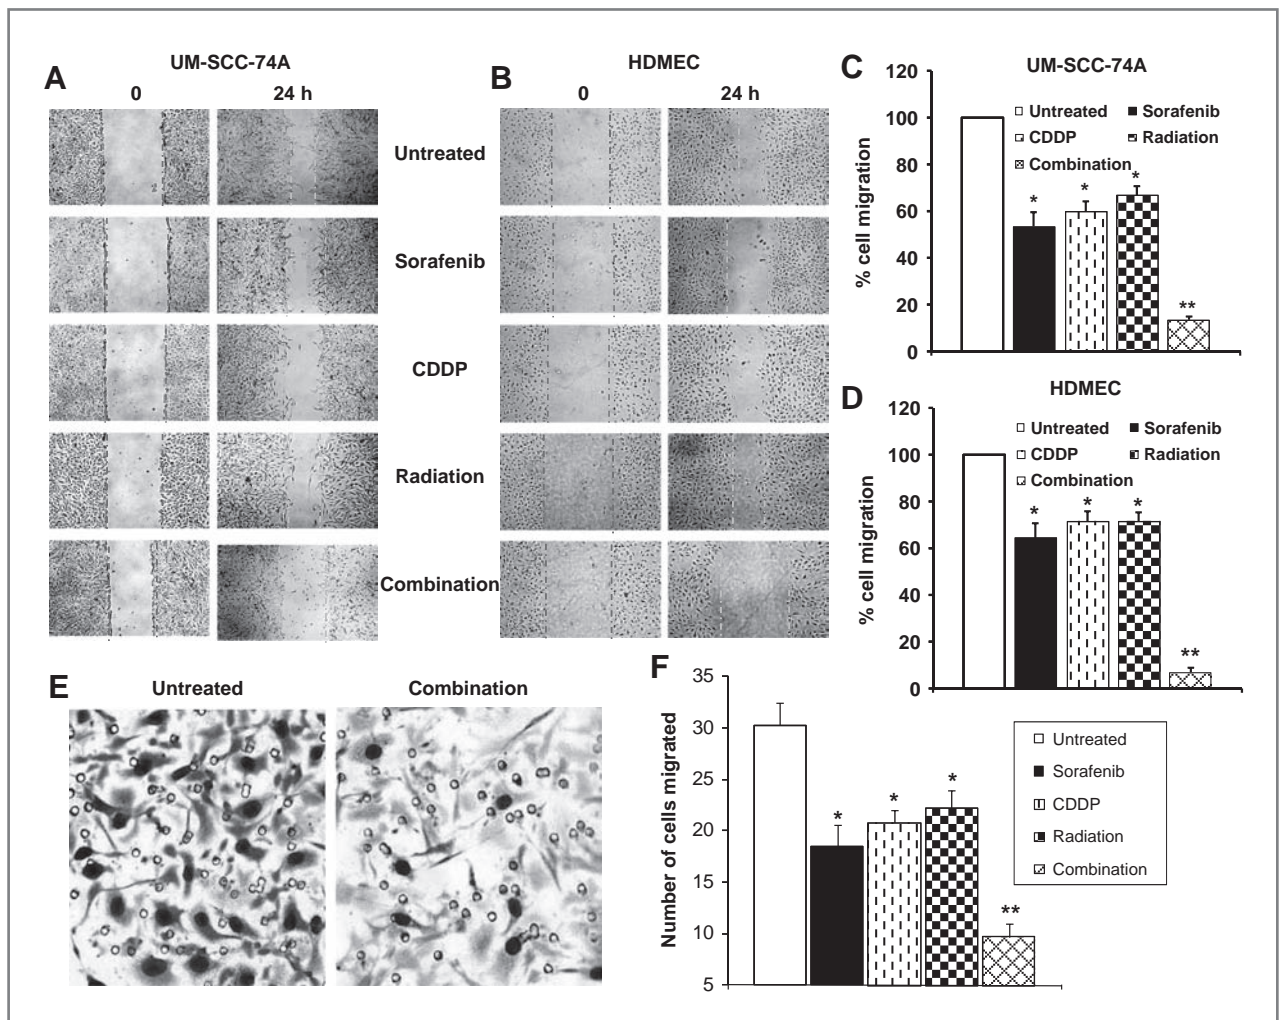 A
UM-SCC-74A
0
24 h
Untreated
Sorafenib
CDDP
Radiation
Combination
B
HDMEC
0
24 h
C
UM-SCC-74A
% cell migration
120
100
80
60
40
20
0
Untreated
Sorafenib
CDDP
Radiation
Combination
*
*
*
**
D
HDMEC
% cell migration
120
100
80
60
40
20
0
Untreated
Sorafenib
CDDP
Radiation
Combination
*
*
*
**
E
Untreated
Combination
F
Number of cells migrated
35
30
25
20
15
10
5
*
*
*
**
Untreated
Sorafenib
CDDP
Radiation
Combination